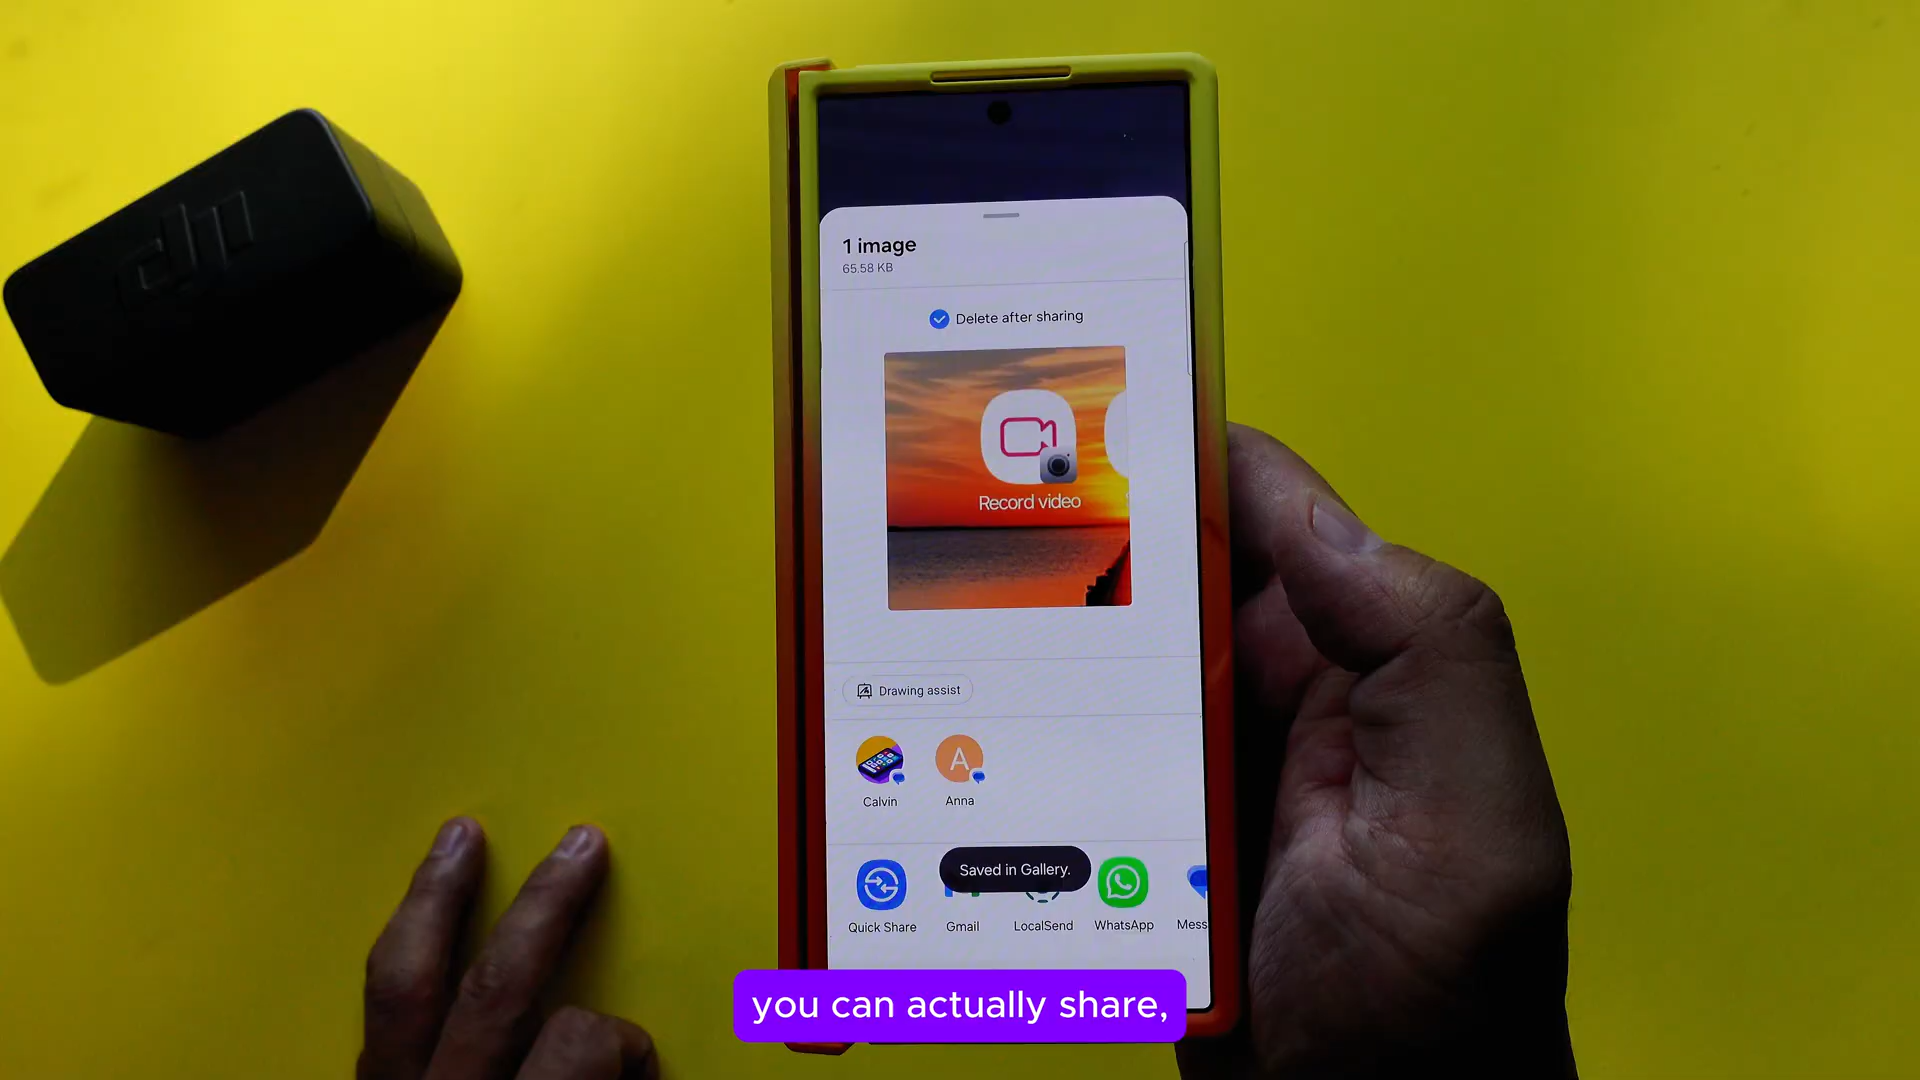 dji
1 image
65.58 KB
Delete after sharing
Record video
Drawing assist
A
Calvin
Anna
Saved in Gallery.
Quick Share
Gmail
LocalSend
WhatsApp
Mess
you can actually share,